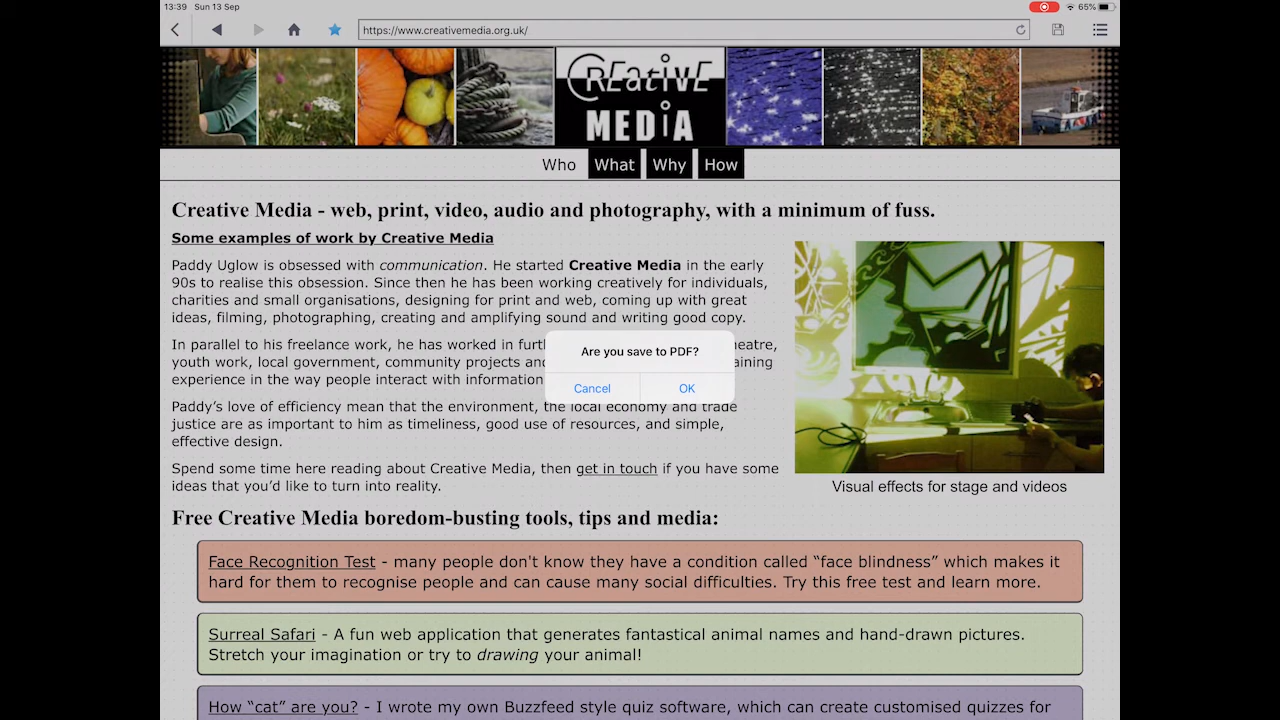 13:39 Sun 13 Sep 65%
https://www.creativemedia.org.uk/
CREATIVE
MEDiA
Who What Why How
Creative Media - web, print, video, audio and photography, with a minimum of fuss.
Some examples of work by Creative Media
Paddy Uglow is obsessed with communication. He started Creative Media in the early
90s to realise this obsession. Since then he has been working creatively for individuals,
charities and small organisations, designing for print and web, coming up with great
ideas, filming, photographing, creating and amplifying sound and writing good copy.
In parallel to his freelance work, he has worked in
youth work, local government, community projects
experience in the way people interact with information
Paddy’s love of efficiency mean that the environment, the local economy and trade
justice are as important to him as timeliness, good use of resources, and simple,
effective design.
Spend some time here reading about Creative Media, then get in touch if you have some
ideas that you’d like to turn into reality.
Are you save to PDF?
Cancel OK
Visual effects for stage and videos
Free Creative Media boredom-busting tools, tips and media:
Face Recognition Test - many people don't know they have a condition called “face blindness” which makes it
hard for them to recognise people and can cause many social difficulties. Try this free test and learn more.
Surreal Safari - A fun web application that generates fantastical animal names and hand-drawn pictures.
Stretch your imagination or try to drawing your animal!
How “cat” are you? - I wrote my own Buzzfeed style quiz software, which can create customised quizzes for